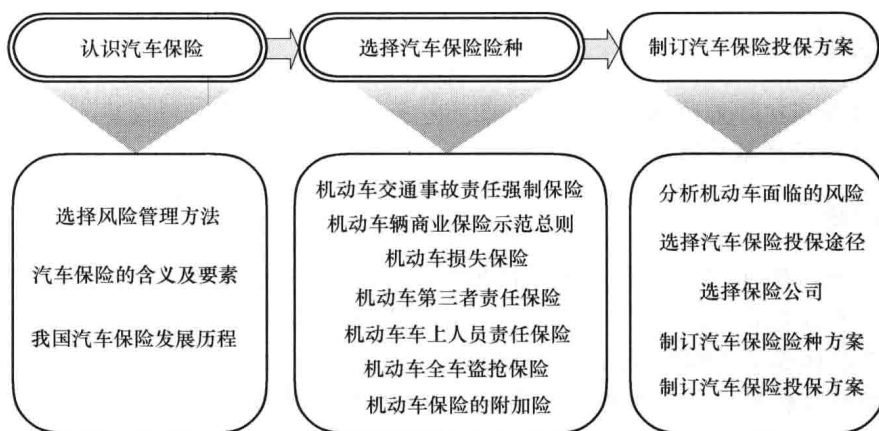 认识汽车保险
选择汽车保险险种
制订汽车保险投保方案
选择风险管理方法
汽车保险的含义及要素
我国汽车保险发展历程
机动车交通事故责任强制保险
机动车辆商业保险示范总则
机动车损失保险
机动车第三者责任保险
机动车车上人员责任保险
机动车全车盗抢保险
机动车保险的附加险
分析机动车面临的风险
选择汽车保险投保途径
选择保险公司
制订汽车保险险种方案
制订汽车保险投保方案